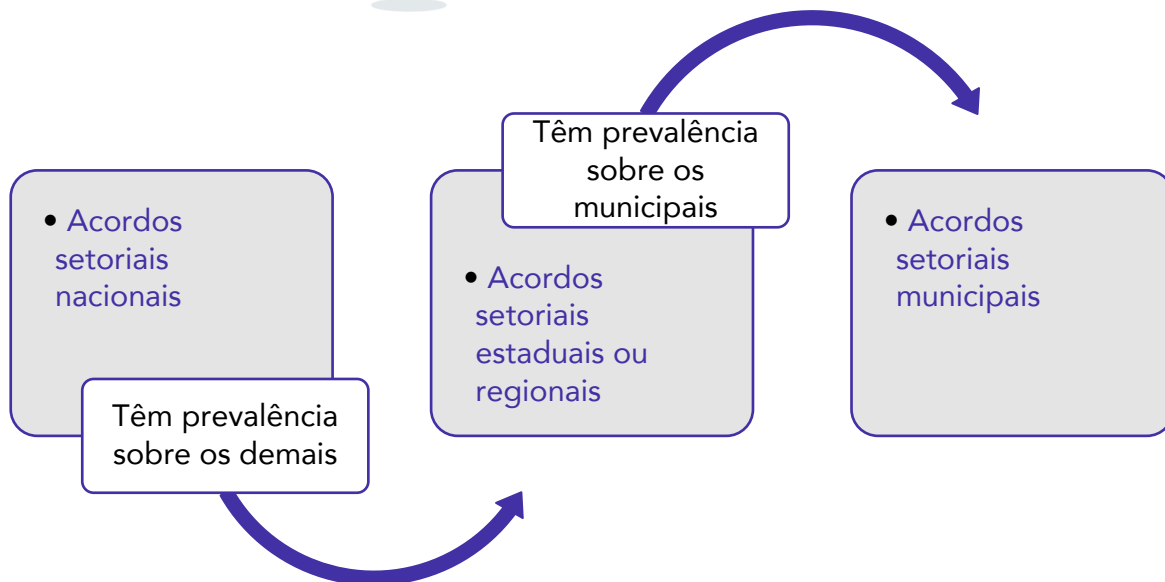 • Acordos
setoriais
nacionais
Têm prevalência
sobre os demais
Têm prevalência
sobre os
municipais
• Acordos
setoriais
estaduais ou
regionais
• Acordos
setoriais
municipais